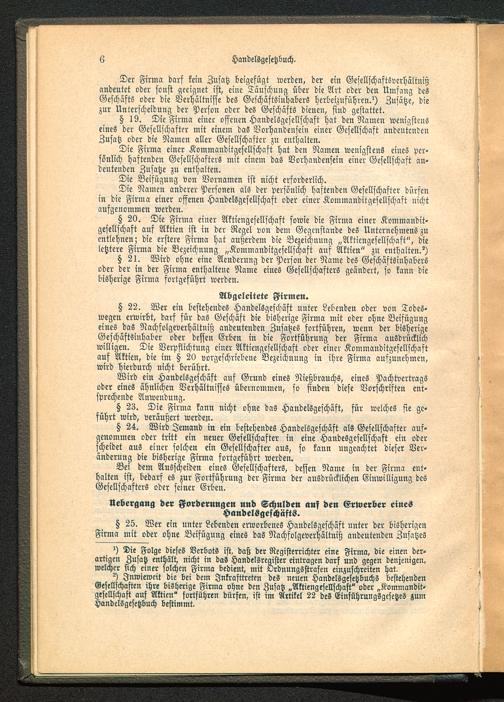 6
Handelsgesetzbuch.
Der Firma darf kein Zusatz beigefügt werden, der ein Gesellschaftsverhältniß
andeutet oder sonst geeignet ist, eine Täuschung über die Art oder den Umfang des
Geschäfts oder die Verhältnisse des Geschäftsinhabers herbeizuführen.¹) Zusätze, die
zur Unterscheidung der Person oder des Geschäfts dienen, sind gestattet.
§ 19. Die Firma einer offenen Handelsgesellschaft hat den Namen wenigstens
eines der Gesellschafter mit einem das Vorhandensein einer Gesellschaft andeutenden
Zusatz oder die Namen aller Gesellschafter zu enthalten.
Die Firma einer Kommanditgesellschaft hat den Namen wenigstens eines per-
sönlich haftenden Gesellschafters mit einem das Vorhandensein einer Gesellschaft an-
deutenden Zusatze zu enthalten.
Die Beifügung von Vornamen ist nicht erforderlich.
Die Namen anderer Personen als der persönlich haftenden Gesellschafter dürfen
in die Firma einer offenen Handelsgesellschaft oder einer Kommanditgesellschaft nicht
aufgenommen werden.
§ 20. Die Firma einer Aktiengesellschaft sowie die Firma einer Kommandit-
gesellschaft auf Aktien ist in der Regel von dem Gegenstande des Unternehmens zu
entlehnen; die erstere Firma hat außerdem die Bezeichnung „Aktiengesellschaft“, die
letztere Firma die Bezeichnung „Kommanditgesellschaft auf Aktien“ zu enthalten.²)
§ 21. Wird ohne eine Aenderung der Person der Name des Geschäftsinhabers
oder der in der Firma enthaltene Name eines Gesellschafters geändert, so kann die
bisherige Firma fortgeführt werden.
Abgeleitete Firmen.
§ 22. Wer ein bestehendes Handelsgeschäft unter Lebenden oder von Todes-
wegen erwirbt, darf für das Geschäft die bisherige Firma mit oder ohne Beifügung
eines das Nachfolgeverhältniß andeutenden Zusatzes fortführen, wenn der bisherige
Geschäftsinhaber oder dessen Erben in die Fortführung der Firma ausdrücklich
willigen. Die Verpflichtung einer Aktiengesellschaft oder einer Kommanditgesellschaft
auf Aktien, die im § 20 vorgeschriebene Bezeichnung in ihre Firma aufzunehmen,
wird hierdurch nicht berührt.
Wird ein Handelsgeschäft auf Grund eines Nießbrauchs, eines Pachtvertrags
oder eines ähnlichen Verhältnisses übernommen, so finden diese Vorschriften ent-
sprechende Anwendung.
§ 23. Die Firma kann nicht ohne das Handelsgeschäft, für welches sie ge-
führt wird, veräußert werden.
§ 24. Wird Jemand in ein bestehendes Handelsgeschäft als Gesellschafter auf-
genommen oder tritt ein neuer Gesellschafter in eine Handelsgesellschaft ein oder
scheidet aus einer solchen ein Gesellschafter aus, so kann ungeachtet dieser Ver-
änderung die bisherige Firma fortgeführt werden.
Bei dem Ausscheiden eines Gesellschafters, dessen Name in der Firma ent-
halten ist, bedarf es zur Fortführung der Firma der ausdrücklichen Einwilligung des
Gesellschafters oder seiner Erben.
Uebergang der Forderungen und Schulden auf den Erwerber eines
Handelsgeschäfts.
§ 25. Wer ein unter Lebenden erworbenes Handelsgeschäft unter der bisherigen
Firma mit oder ohne Beifügung eines das Nachfolgeverhältniß andeutenden Zusatzes
¹) Die Folge dieses Verbots ist, daß der Registerrichter eine Firma, die einen der-
artigen Zusatz enthält, nicht in das Handelsregister eintragen darf und gegen denjenigen,
welcher sich einer solchen Firma bedient, mit Ordnungsstrafen einzuschreiten hat.
²) Inwieweit die bei dem Inkrafttreten des neuen Handelsgesetzbuchs bestehenden
Gesellschaften ihre bisherige Firma ohne den Zusatz „Aktiengesellschaft“ oder „Kommandit-
gesellschaft auf Aktien“ fortführen dürfen, ist im Artikel 22 des Einführungsgesetzes zum
Handelsgesetzbuch bestimmt.